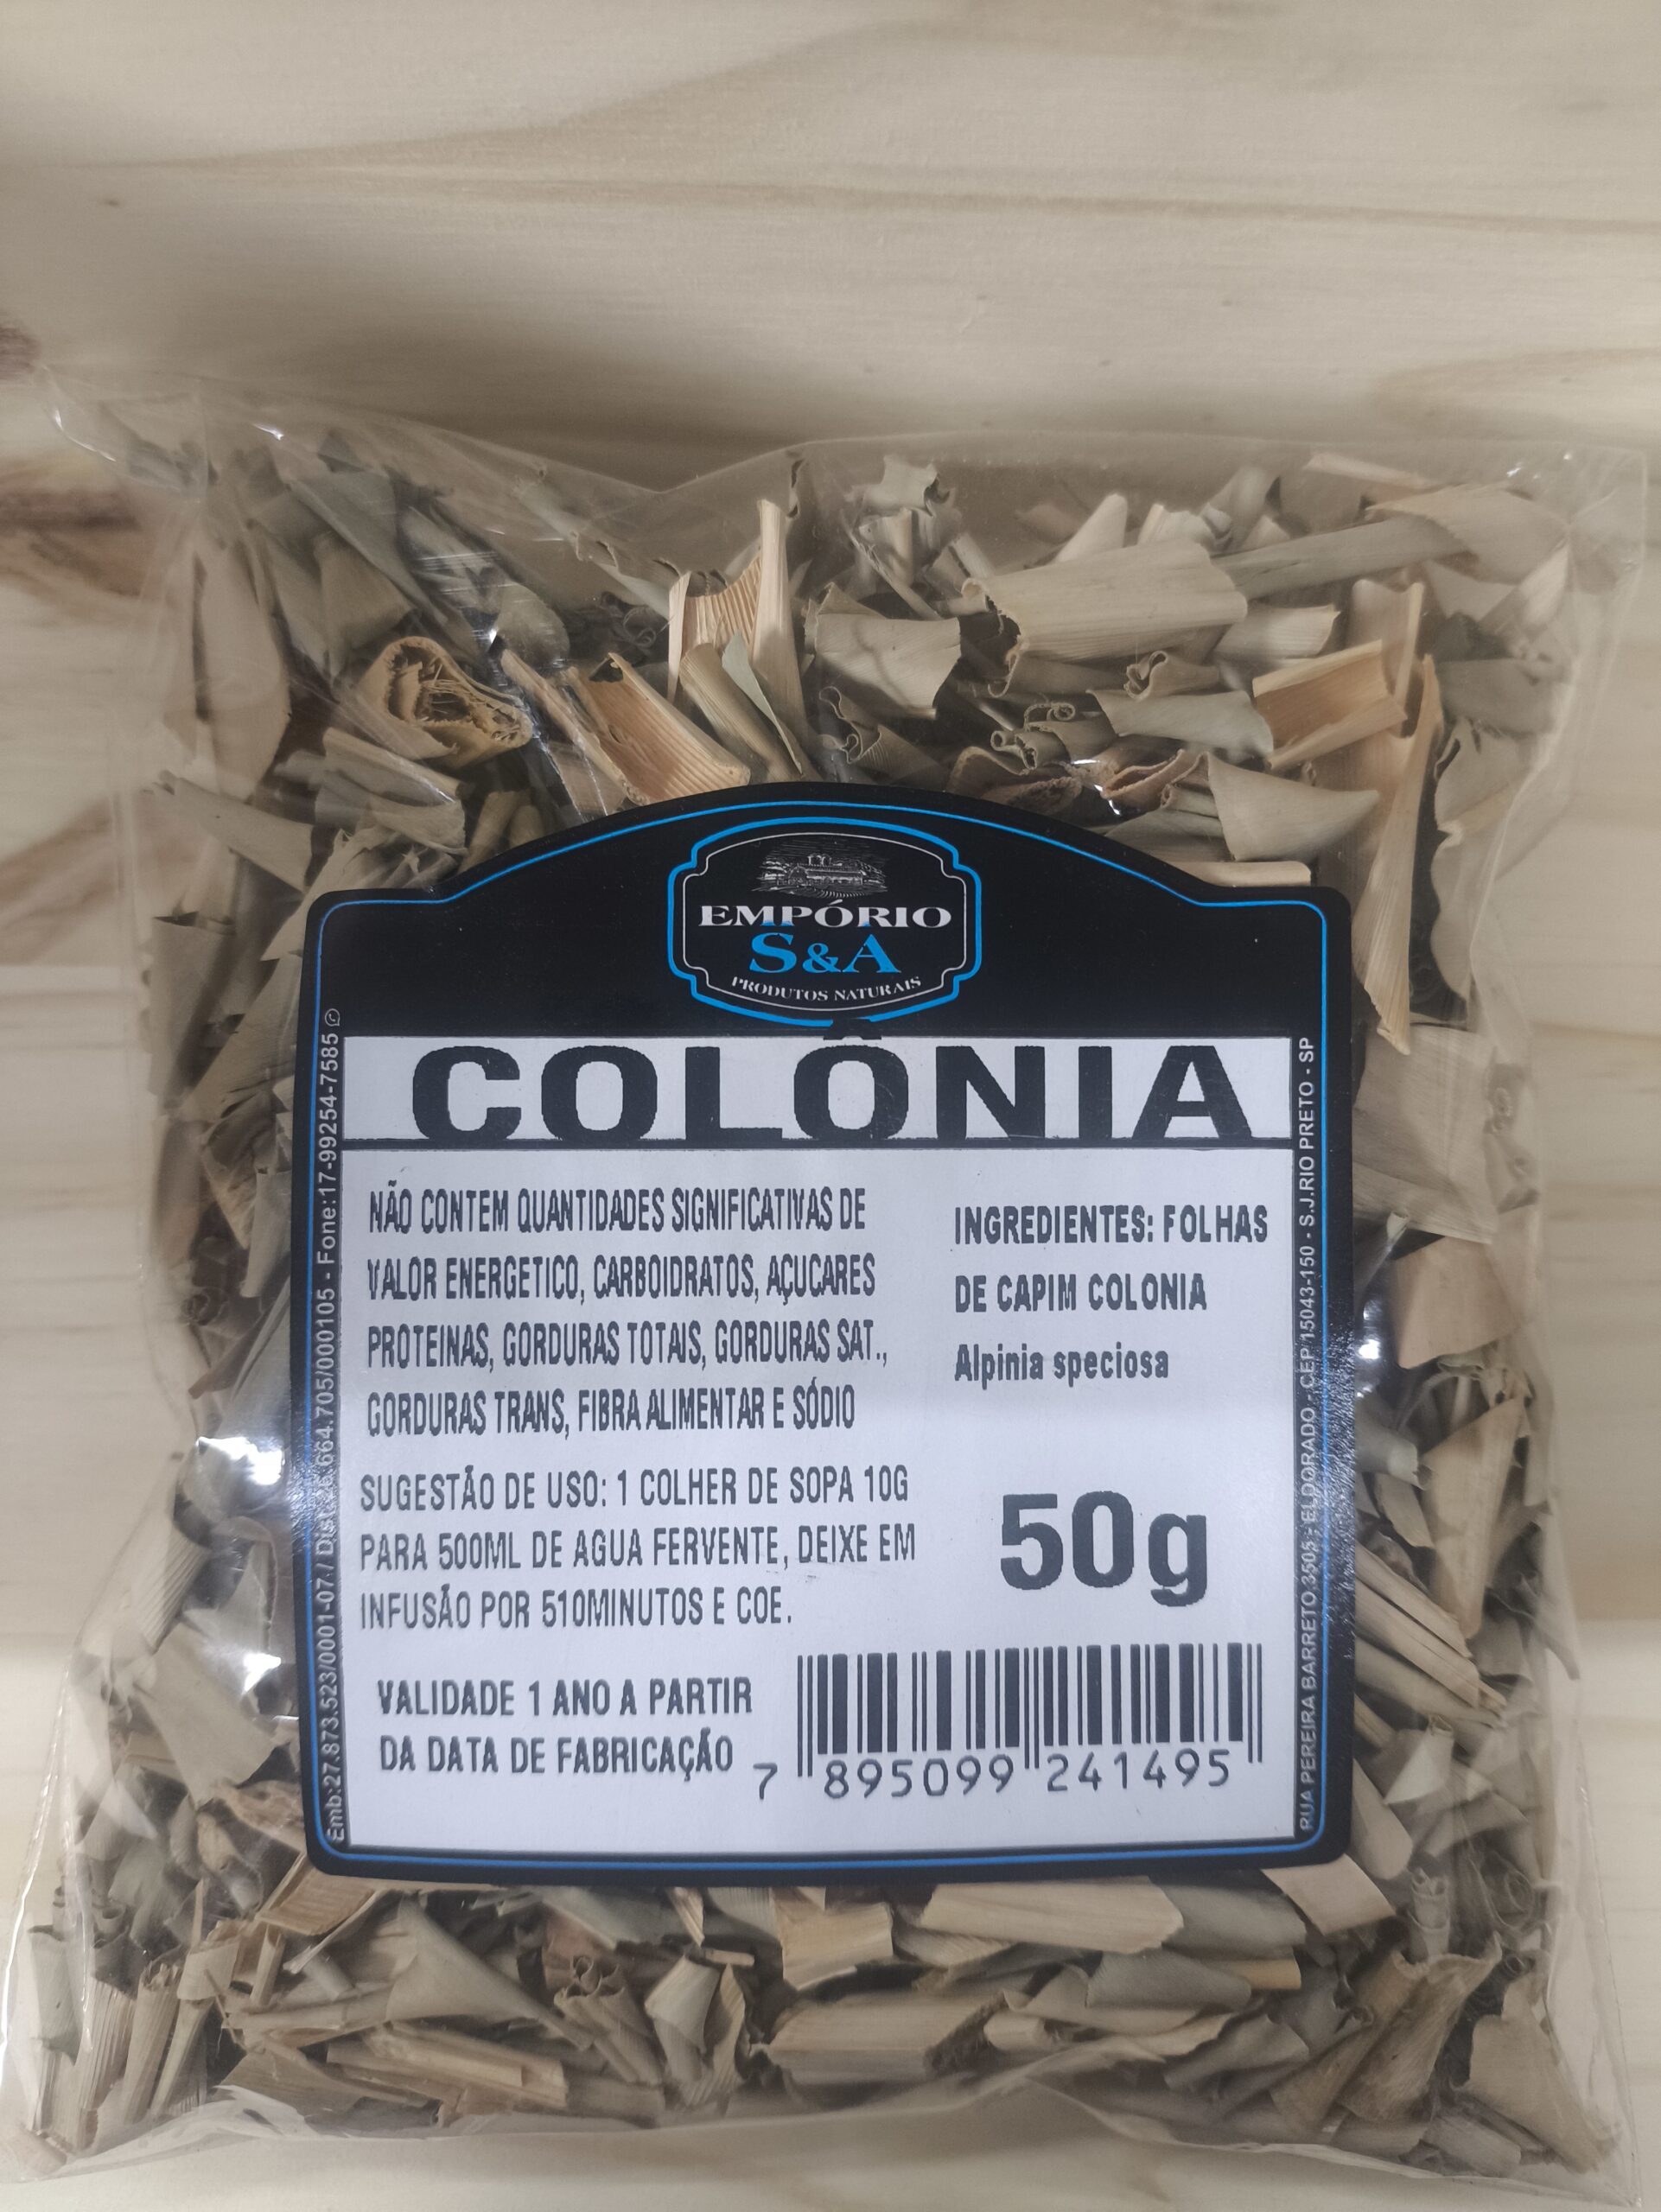 EMPÓRIO
S&A
PRODUTOS NATURAIS
COLÔNIA
NÃO CONTEM QUANTIDADES SIGNIFICATIVAS DE
VALOR ENERGETICO, CARBOIDRATOS, AÇUCARES
PROTEINAS, GORDURAS TOTAIS, GORDURAS SAT.,
GORDURAS TRANS, FIBRA ALIMENTAR E SÓDIO
INGREDIENTES: FOLHAS
DE CAPIM COLONIA
Alpinia speciosa
SUGESTÃO DE USO: 1 COLHER DE SOPA 10G
PARA 500ML DE AGUA FERVENTE, DEIXE EM
INFUSÃO POR 510MINUTOS E COE.
50g
VALIDADE 1 ANO A PARTIR
DA DATA DE FABRICAÇÃO
7 895099 241495
Emb:27.873.523/0001-07 / 664.705/000105 - Fone:17-99254-7585
RUA PEREIRA BARRETO 3505 - ELDORADO - CEP 15043-150 - S.J.RIO PRETO - SP